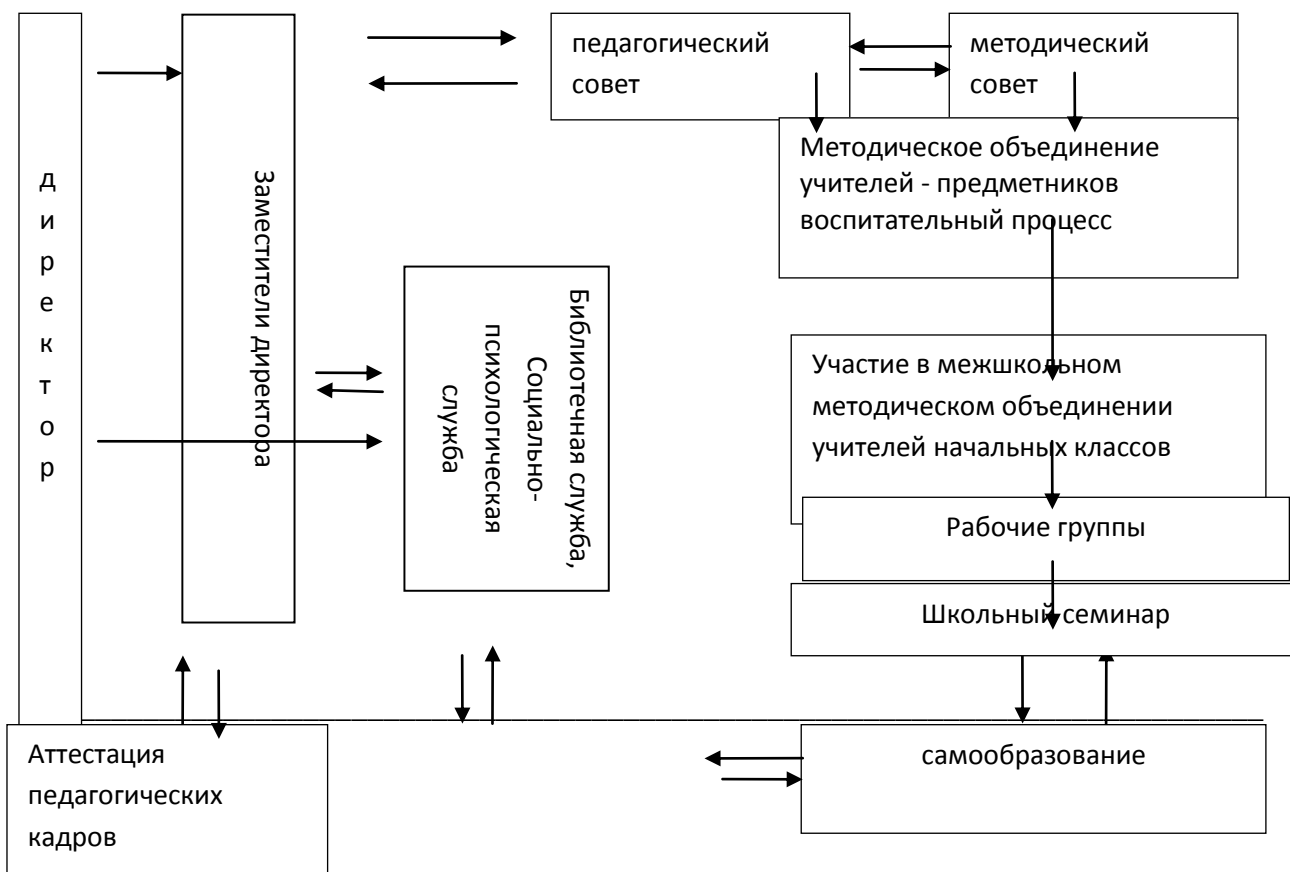 директор
Заместители директора
педагогический
совет
методический
совет
Методическое объединение
учителей - предметников
воспитательный процесс
Библиотечная служба,
Социально-
психологическая
служба
Участие в межшкольном
методическом объединении
учителей начальных классов
Рабочие группы
Школьный семинар
Аттестация
педагогических
кадров
самообразование